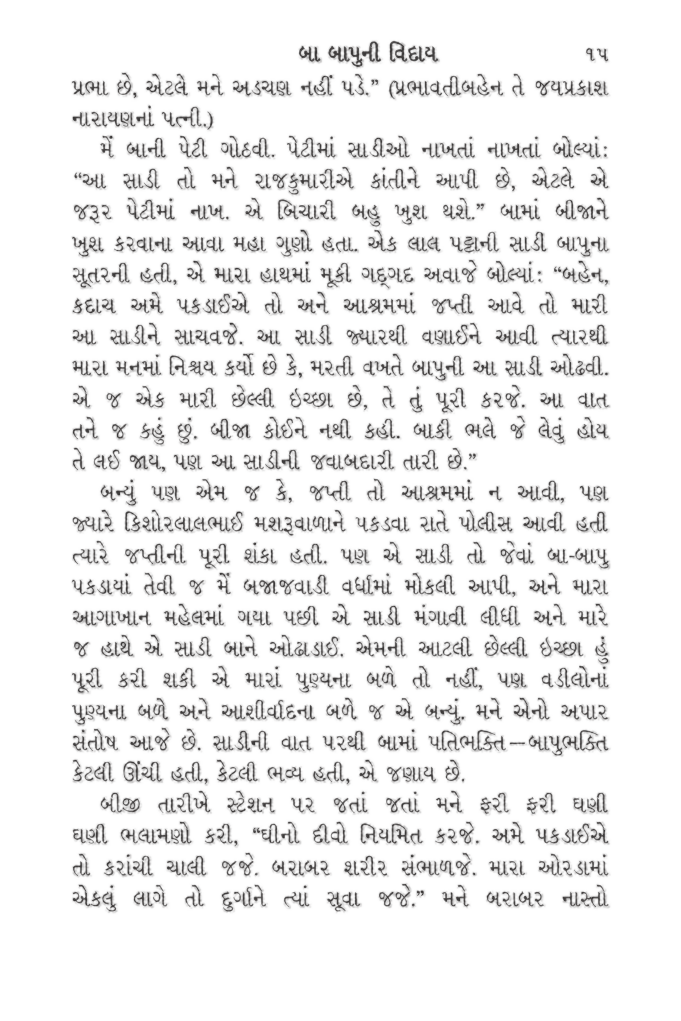 બા બાપુની વિદાય ૧૫
પ્રભા છે, એટલે મને અડચણ નહીં પડે.” (પ્રભાવતીબહેન તે જયપ્રકાશ
નારાયણનાં પત્ની.)
મેં બાની પેટી ગોઠવી. પેટીમાં સાડીઓ નાખતાં નાખતાં બોલ્યાં:
“આ સાડી તો મને રાજકુમારીએ કાંતીને આપી છે, એટલે એ
જરૂર પેટીમાં નાખ. એ બિચારી બહુ ખુશ થશે.” બામાં બીજાને
ખુશ કરવાના આવા મહા ગુણો હતા. એક લાલ પટ્ટાની સાડી બાપુના
સૂતરની હતી, એ મારા હાથમાં મૂકી ગદ્ગદ અવાજે બોલ્યાં: “બહેન,
કદાચ અમે પકડાઈએ તો અને આશ્રમમાં જપ્તી આવે તો મારી
આ સાડીને સાચવજે. આ સાડી જ્યારથી વણાઈને આવી ત્યારથી
મારા મનમાં નિશ્ચય કર્યો છે કે, મરતી વખતે બાપુની આ સાડી ઓઢવી.
એ જ એક મારી છેલ્લી ઇચ્છા છે, તે તું પૂરી કરજે. આ વાત
તને જ કહું છું. બીજા કોઈને નથી કહી. બાકી ભલે જે લેવું હોય
તે લઈ જાય, પણ આ સાડીની જવાબદારી તારી છે.”
બન્યું પણ એમ જ કે, જપ્તી તો આશ્રમમાં ન આવી, પણ
જ્યારે કિશોરલાલભાઈ મશરૂવાળાને પકડવા રાતે પોલીસ આવી હતી
ત્યારે જપ્તીની પૂરી શંકા હતી. પણ એ સાડી તો જેવાં બા-બાપુ
પકડાયાં તેવી જ મેં બજાજવાડી વર્ધામાં મોકલી આપી, અને મારા
આગાખાન મહેલમાં ગયા પછી એ સાડી મંગાવી લીધી અને મારે
જ હાથે એ સાડી બાને ઓઢાડાઈ. એમની આટલી છેલ્લી ઇચ્છા હું
પૂરી કરી શકી એ મારાં પુણ્યના બળે તો નહીં, પણ વડીલોનાં
પુણ્યના બળે અને આશીર્વાદના બળે જ એ બન્યું. મને એનો અપાર
સંતોષ આજે છે. સાડીની વાત પરથી બામાં પતિભક્તિ—બાપુભક્તિ
કેટલી ઊંચી હતી, કેટલી ભવ્ય હતી, એ જણાય છે.
બીજી તારીખે સ્ટેશન પર જતાં જતાં મને ફરી ફરી ઘણી
ઘણી ભલામણો કરી, “ઘીનો દીવો નિયમિત કરજે. અમે પકડાઈએ
તો કરાંચી ચાલી જજે. બરાબર શરીર સંભાળજે. મારા ઓરડામાં
એકલું લાગે તો દુર્ગાને ત્યાં સૂવા જજે.” મને બરાબર નાસ્તો